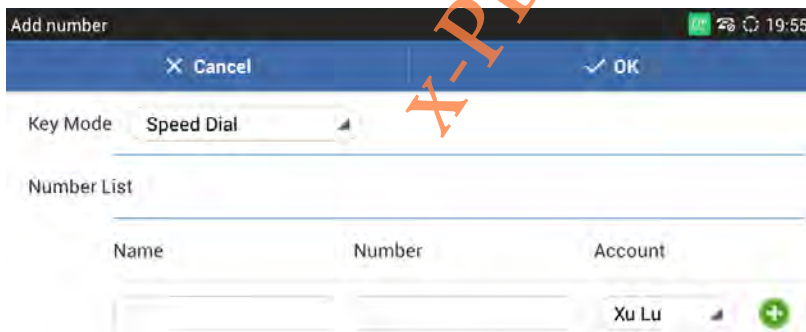 Add number
19:55
Cancel
OK
Key Mode
Speed Dial
Number List
Name
Number
Account
Xu Lu